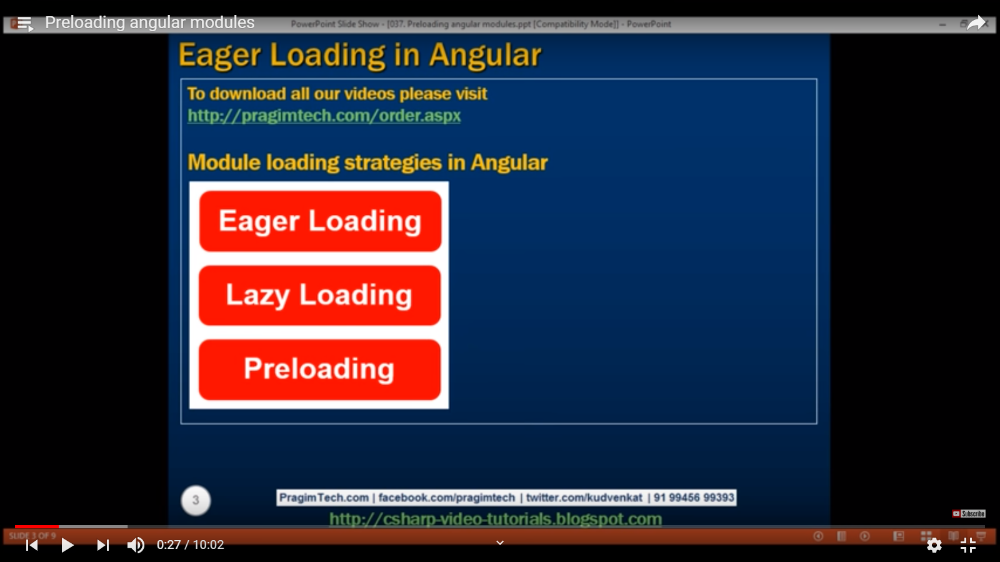 Preloading angular modules
PowerPoint Slide Show - [037. Preloading angular modules.ppt [Compatibility Mode]] - PowerPoint
Eager Loading in Angular
To download all our videos please visit
http://pragimtech.com/order.aspx
Module loading strategies in Angular
Eager Loading
Lazy Loading
Preloading
3
PragimTech.com | facebook.com/pragimtech | twitter.com/kudvenkat | 91 99456 99393
http://csharp-video-tutorials.blogspot.com
Subscribe
SLIDE 3 OF 9
0:27 / 10:02